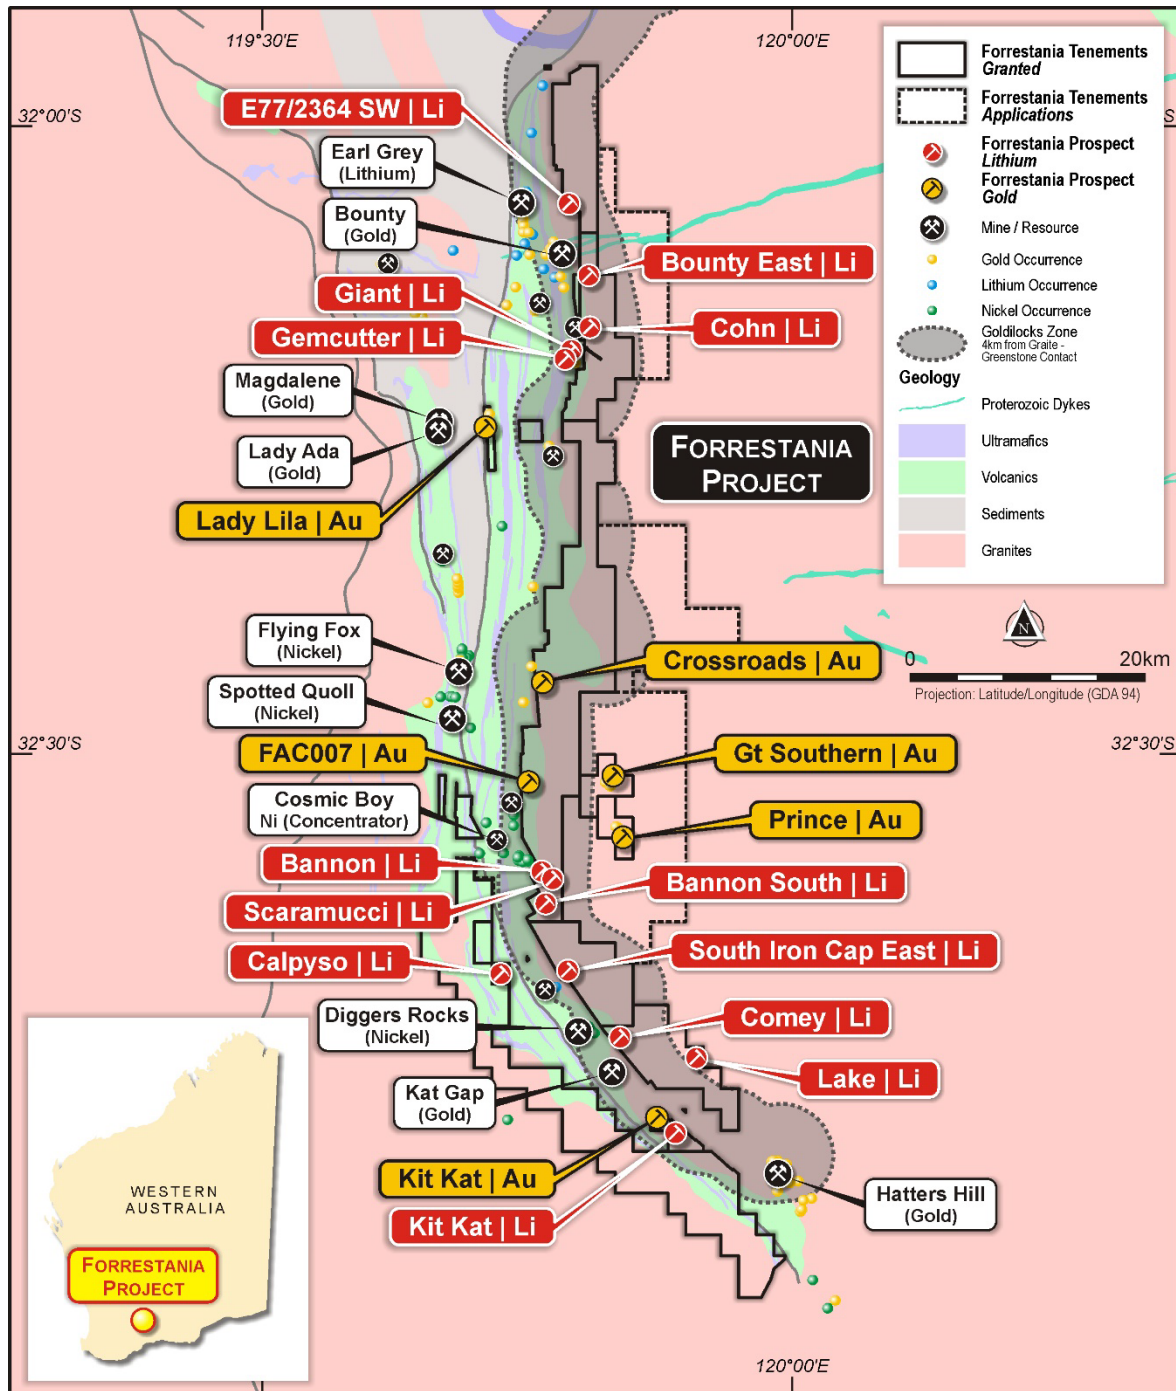 119°30'E
120°00'E
32°00'S
S
E77/2364 SW | Li
Earl Grey
(Lithium)
Bounty
(Gold)
Bounty East | Li
Giant | Li
Cohn | Li
Gemcutter | Li
Magdalene
(Gold)
Lady Ada
(Gold)
FORRESTANIA
PROJECT
Lady Lila | Au
Flying Fox
(Nickel)
Crossroads | Au
Spotted Quoll
(Nickel)
32°30'S
32°30'S
FAC007 | Au
Gt Southern | Au
Cosmic Boy
Ni (Concentrator)
Prince | Au
Bannon | Li
Bannon South | Li
Scaramucci | Li
South Iron Cap East | Li
Calpyso | Li
Diggers Rocks
(Nickel)
Comey | Li
Lake | Li
Kat Gap
(Gold)
Kit Kat | Au
Hatters Hill
(Gold)
Kit Kat | Li
120°00'E
Forrestania Tenements
Granted
Forrestania Tenements
Applications
Forrestania Prospect
Lithium
Forrestania Prospect
Gold
Mine / Resource
Gold Occurrence
Lithium Occurrence
Nickel Occurrence
Goldilocks Zone
4km from Graite -
Greenstone Contact
Geology
Proterozoic Dykes
Ultramafics
Volcanics
Sediments
Granites
N
0
20km
Projection: Latitude/Longitude (GDA 94)
WESTERN
AUSTRALIA
FORRESTANIA
PROJECT